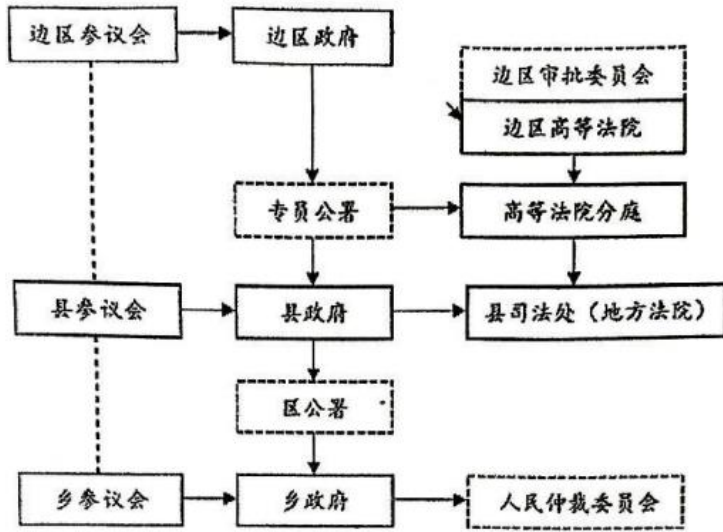 边区参议会
边区政府
边区审批委员会
边区高等法院
专员公署
高等法院分庭
县参议会
县政府
县司法处（地方法院）
区公署
乡参议会
乡政府
人民仲裁委员会